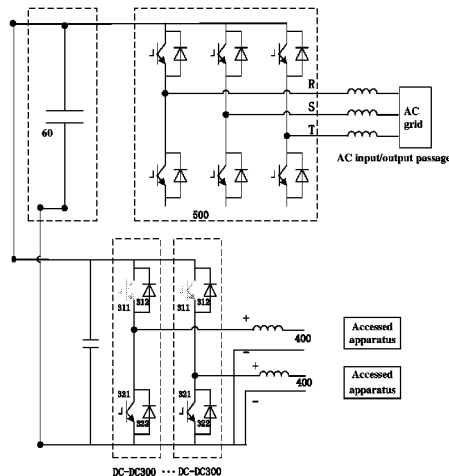 R
S
T
AC
grid
60
AC input/output passage
500
311
312
311
312
+
400
-
Accessed
apparatus
+
400
-
Accessed
apparatus
321
322
321
322
DC-DC300 ··· DC-DC300